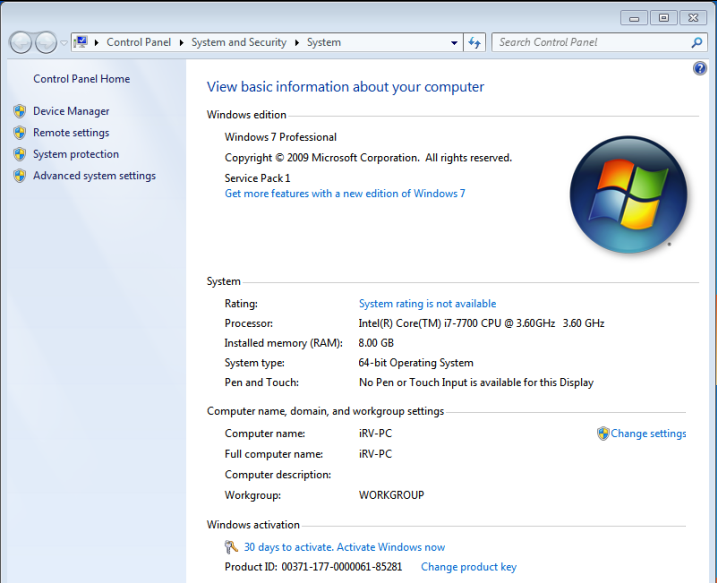 Control Panel System and Security System
Search Control Panel
Control Panel Home
Device Manager
Remote settings
System protection
Advanced system settings
View basic information about your computer
Windows edition
Windows 7 Professional
Copyright © 2009 Microsoft Corporation. All rights reserved.
Service Pack 1
Get more features with a new edition of Windows 7
System
Rating: System rating is not available
Processor: Intel(R) Core(TM) i7-7700 CPU @ 3.60GHz 3.60 GHz
Installed memory (RAM): 8.00 GB
System type: 64-bit Operating System
Pen and Touch: No Pen or Touch Input is available for this Display
Computer name, domain, and workgroup settings
Computer name: iRV-PC
Change settings
Full computer name: iRV-PC
Computer description:
Workgroup: WORKGROUP
Windows activation
30 days to activate. Activate Windows now
Product ID: 00371-177-0000061-85281 Change product key